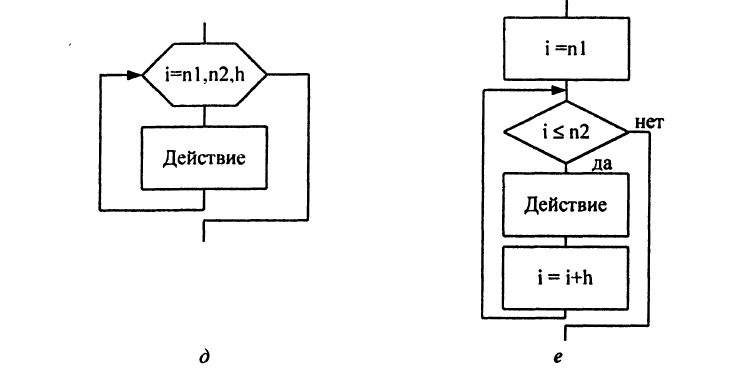 i=n1,n2,h
Действие
д
i =n1
i ≤ n2
нет
да
Действие
i = i+h
е